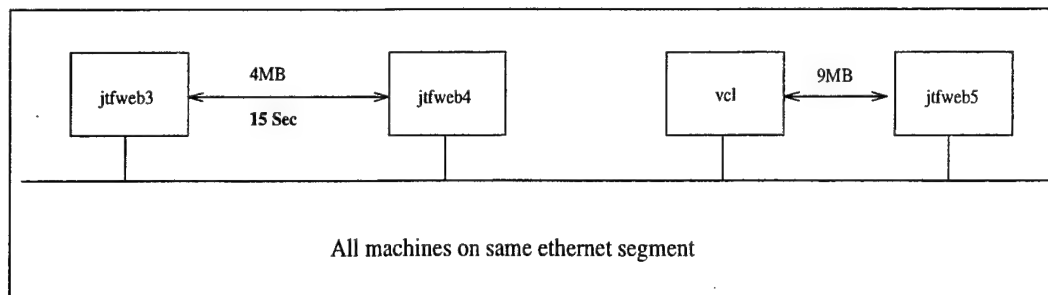 4MB
9MB
jtfweb3
jtfweb4
vcl
jtfweb5
15 Sec
All machines on same ethernet segment